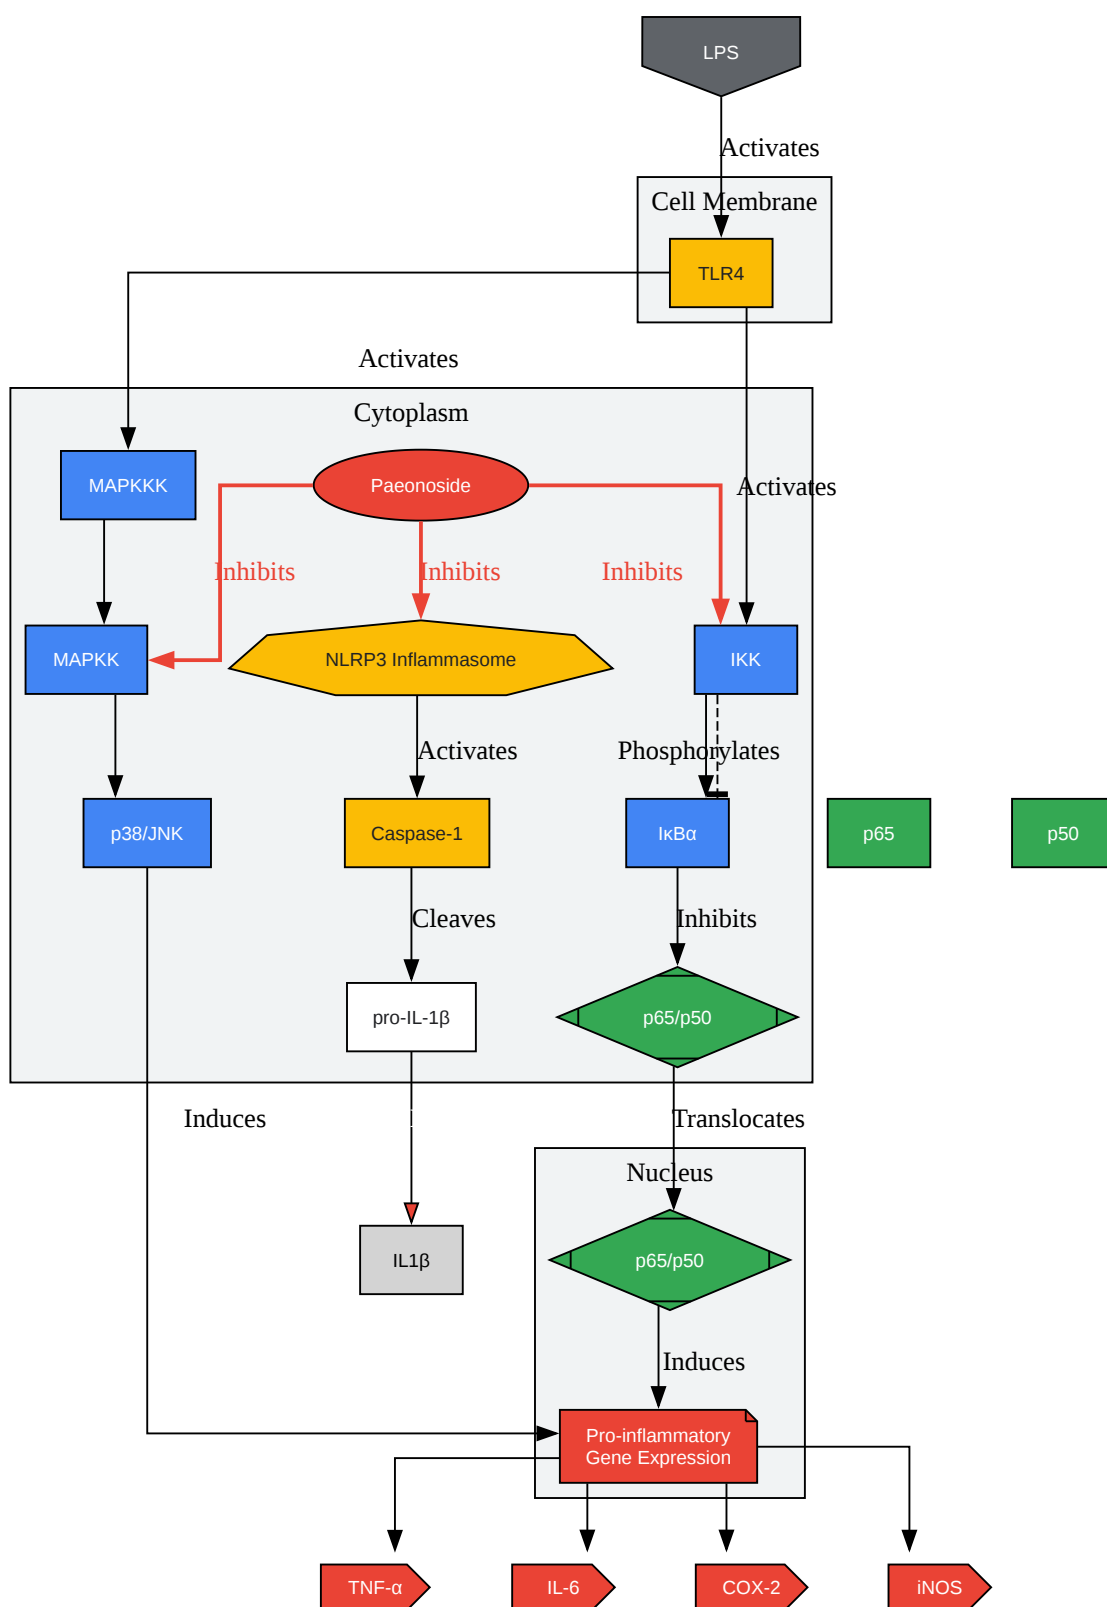 LPS
Activates
Cell Membrane
TLR4
Activates
Cytoplasm
MAPKKK
Paeonoside
Activates
Inhibits
Inhibits
Inhibits
MAPKK
NLRP3 Inflammasome
IKK
Activates
Phosphorylates
p38/JNK
Caspase-1
IκBα
p65
p50
Cleaves
Inhibits
pro-IL-1β
p65/p50
Induces
Translocates
Nucleus
IL1β
p65/p50
Induces
Pro-inflammatory
Gene Expression
TNF-α
IL-6
COX-2
iNOS